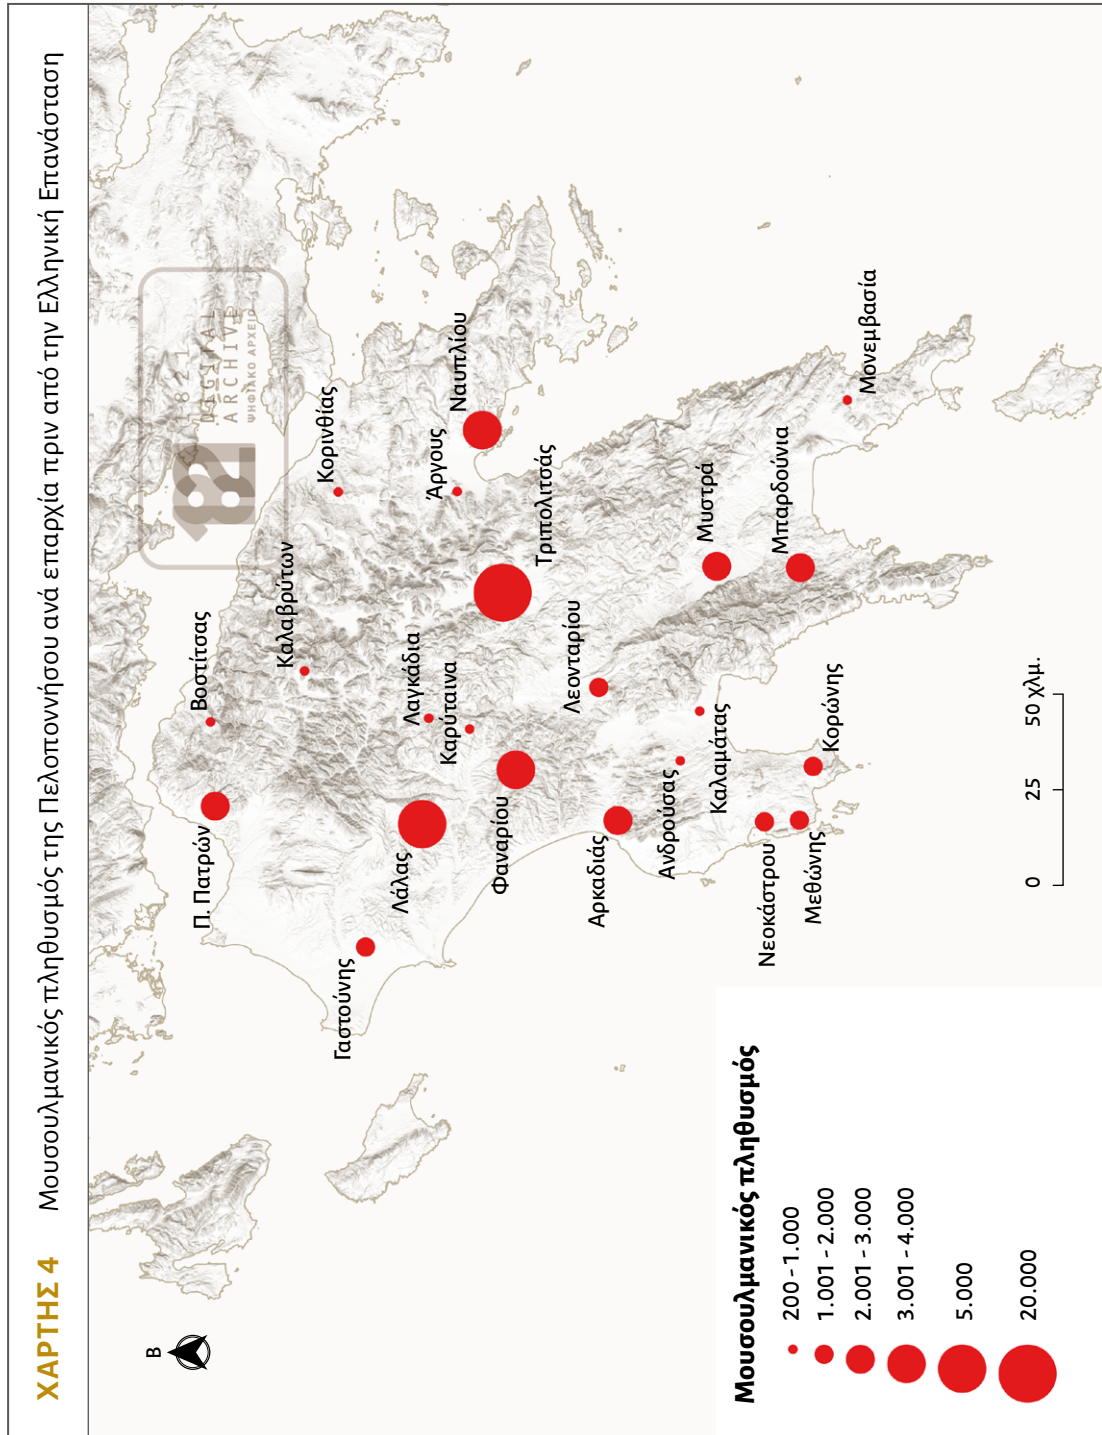 ΧΑΡΤΗΣ 4 Μουσουλμανικός πληθυσμός της Πελοποννήσου ανά επαρχία πριν από την Ελληνική Επανάσταση
Β
1821
DIGITAL
ARCHIVE
ΨΗΦΙΑΚΟ ΑΡΧΕΙΟ
Π. Πατρών
Βοστίτσας
Καλαβρύτων
Κορινθίας
Γαστούνης
Λάλας
Λαγκάδια
Καρύταινα
Άργους
Ναυπλίου
Φαναρίου
Τριπολιτσάς
Αρκαδιάς
Λεονταρίου
Ανδρούσας
Καλαμάτας
Μυστρά
Μπαρδούνια
Μονεμβασία
Νεοκάστρου
Μεθώνης
Κορώνης
Μουσουλμανικός πληθυσμός
200 - 1.000
1.001 - 2.000
2.001 - 3.000
3.001 - 4.000
5.000
20.000
0 25 50 χλμ.